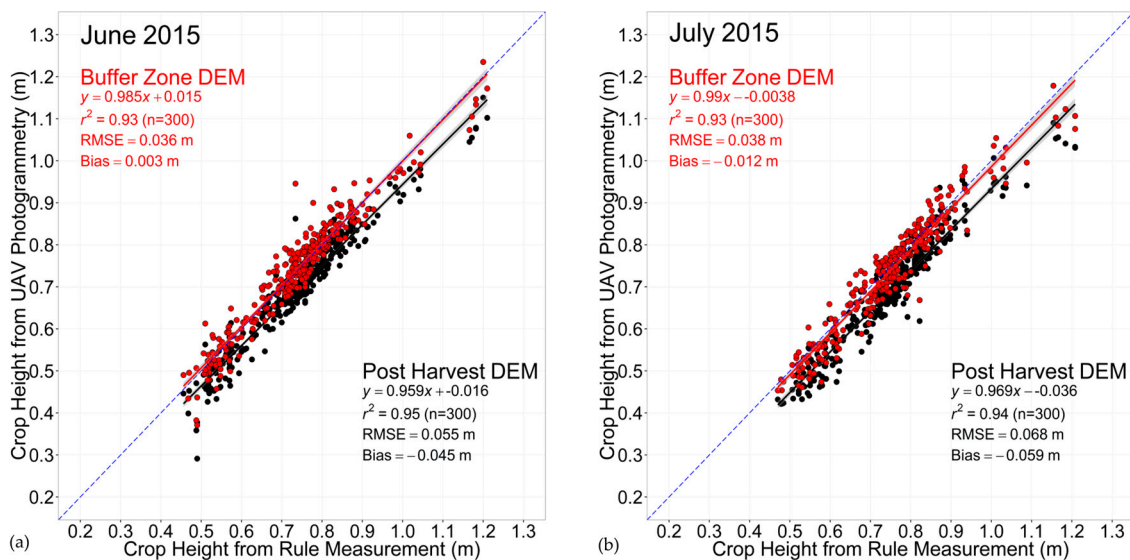 June 2015
Buffer Zone DEM
y = 0.985x + 0.015
r² = 0.93 (n=300)
RMSE = 0.036 m
Bias = 0.003 m
Post Harvest DEM
y = 0.959x + -0.016
r² = 0.95 (n=300)
RMSE = 0.055 m
Bias = −0.045 m
Crop Height from UAV Photogrammetry (m)
1.3
1.2
1.1
1.0
0.9
0.8
0.7
0.6
0.5
0.4
0.3
0.2
0.2 0.3 0.4 0.5 0.6 0.7 0.8 0.9 1.0 1.1 1.2 1.3
Crop Height from Rule Measurement (m)
(a)
July 2015
Buffer Zone DEM
y = 0.99x − -0.0038
r² = 0.93 (n=300)
RMSE = 0.038 m
Bias = −0.012 m
Post Harvest DEM
y = 0.969x − -0.036
r² = 0.94 (n=300)
RMSE = 0.068 m
Bias = −0.059 m
Crop Height from UAV Photogrammetry (m)
1.3
1.2
1.1
1.0
0.9
0.8
0.7
0.6
0.5
0.4
0.3
0.2
0.2 0.3 0.4 0.5 0.6 0.7 0.8 0.9 1.0 1.1 1.2 1.3
Crop Height from Rule Measurement (m)
(b)